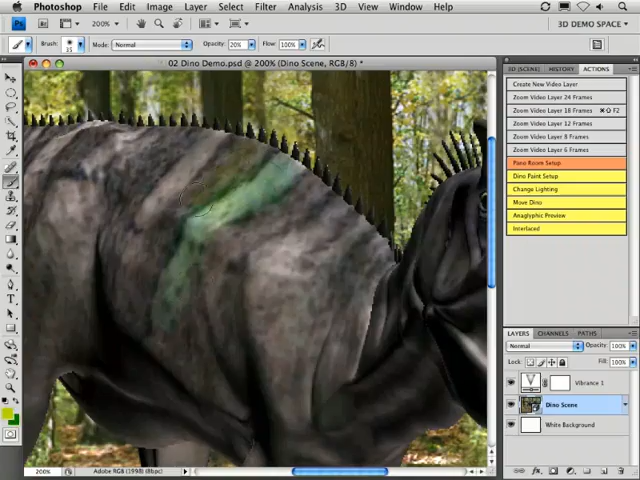 Photoshop File Edit Image Layer Select Filter Analysis 3D View Window Help
Ps Br 200% 3D DEMO SPACE
Brush: 35 Mode: Normal Opacity: 20% Flow: 100%
02 Dino Demo.psd @ 200% (Dino Scene, RGB/8) *
3D {SCENE} HISTORY ACTIONS
Create New Video Layer
Zoom Video Layer 24 Frames
Zoom Video Layer 18 Frames ⌘⇧F2
Zoom Video Layer 12 Frames
Zoom Video Layer 8 Frames
Zoom Video Layer 6 Frames
Pano Room Setup
Dino Paint Setup
Change Lighting
Move Dino
Anaglyphic Preview
Interlaced
LAYERS CHANNELS PATHS
Normal Opacity: 100%
Lock: Fill: 100%
Vibrance 1
Dino Scene
White Background
200% Adobe RGB (1998) (8bpc)